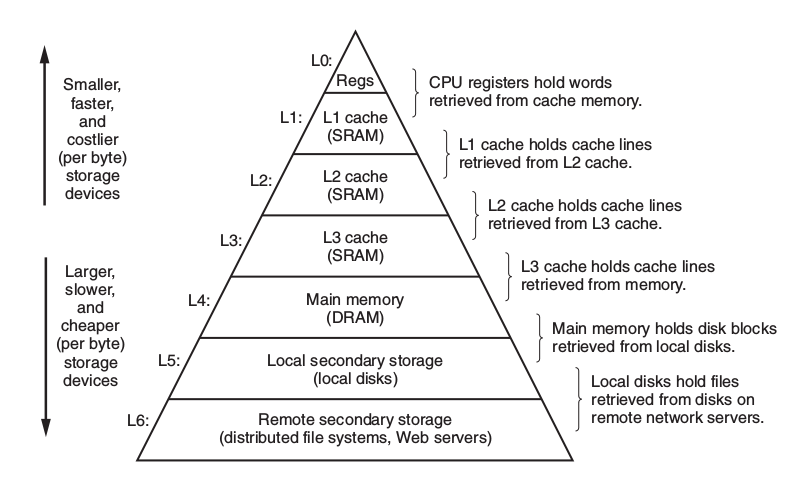 Smaller,
faster,
and
costlier
(per byte)
storage
devices
Larger,
slower,
and
cheaper
(per byte)
storage
devices
L0:
Regs
CPU registers hold words
retrieved from cache memory.
L1:
L1 cache
(SRAM)
L1 cache holds cache lines
retrieved from L2 cache.
L2:
L2 cache
(SRAM)
L2 cache holds cache lines
retrieved from L3 cache.
L3:
L3 cache
(SRAM)
L3 cache holds cache lines
retrieved from memory.
L4:
Main memory
(DRAM)
Main memory holds disk blocks
retrieved from local disks.
L5:
Local secondary storage
(local disks)
Local disks hold files
retrieved from disks on
remote network servers.
L6:
Remote secondary storage
(distributed file systems, Web servers)